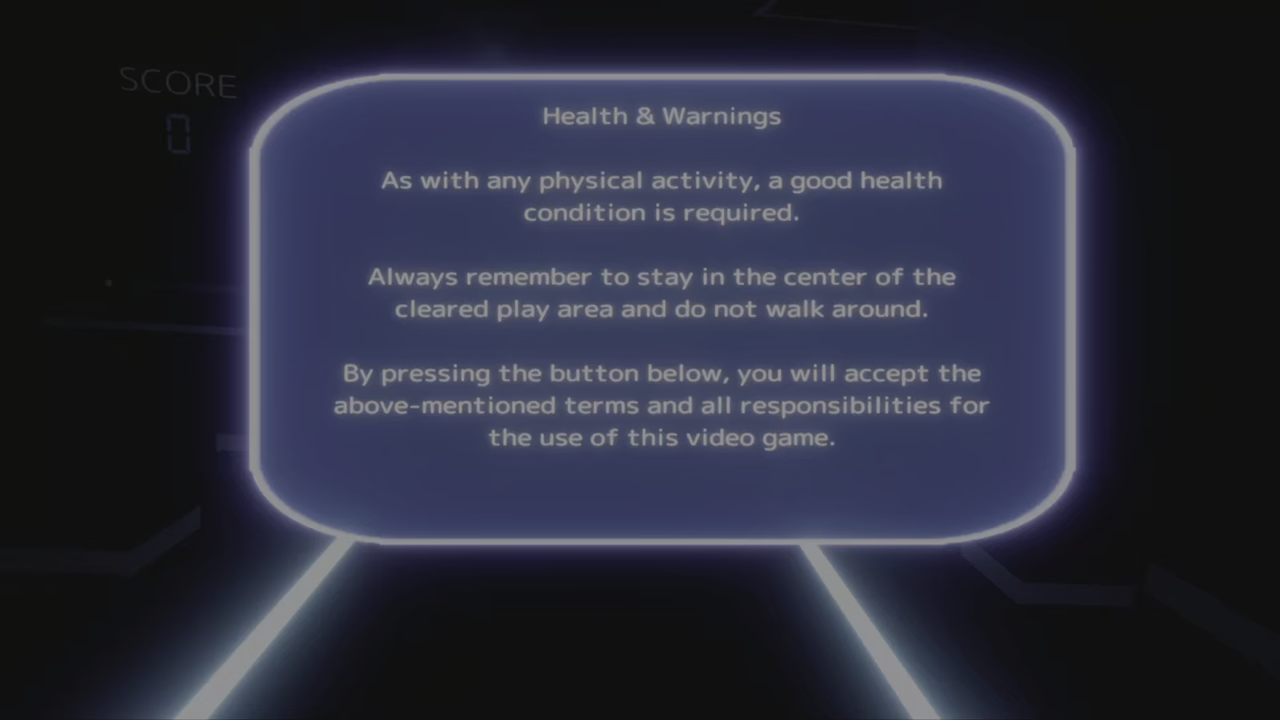 SCORE
0
Health & Warnings
As with any physical activity, a good health
condition is required.
Always remember to stay in the center of the
cleared play area and do not walk around.
By pressing the button below, you will accept the
above-mentioned terms and all responsibilities for
the use of this video game.